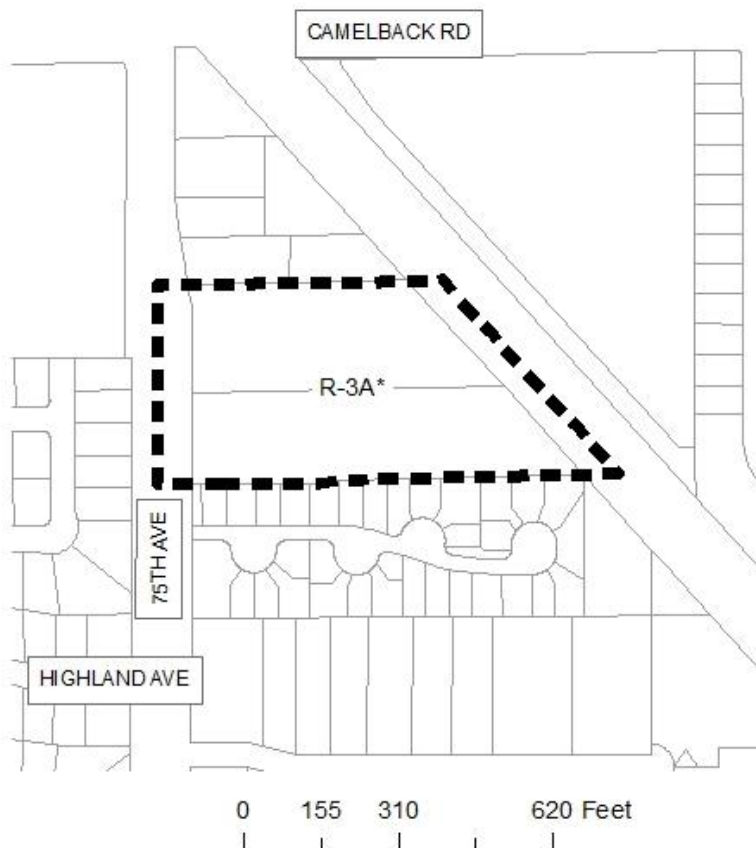 CAMELBACK RD
R-3A*
75TH AVE
HIGHLAND AVE
0 155 310 620 Feet